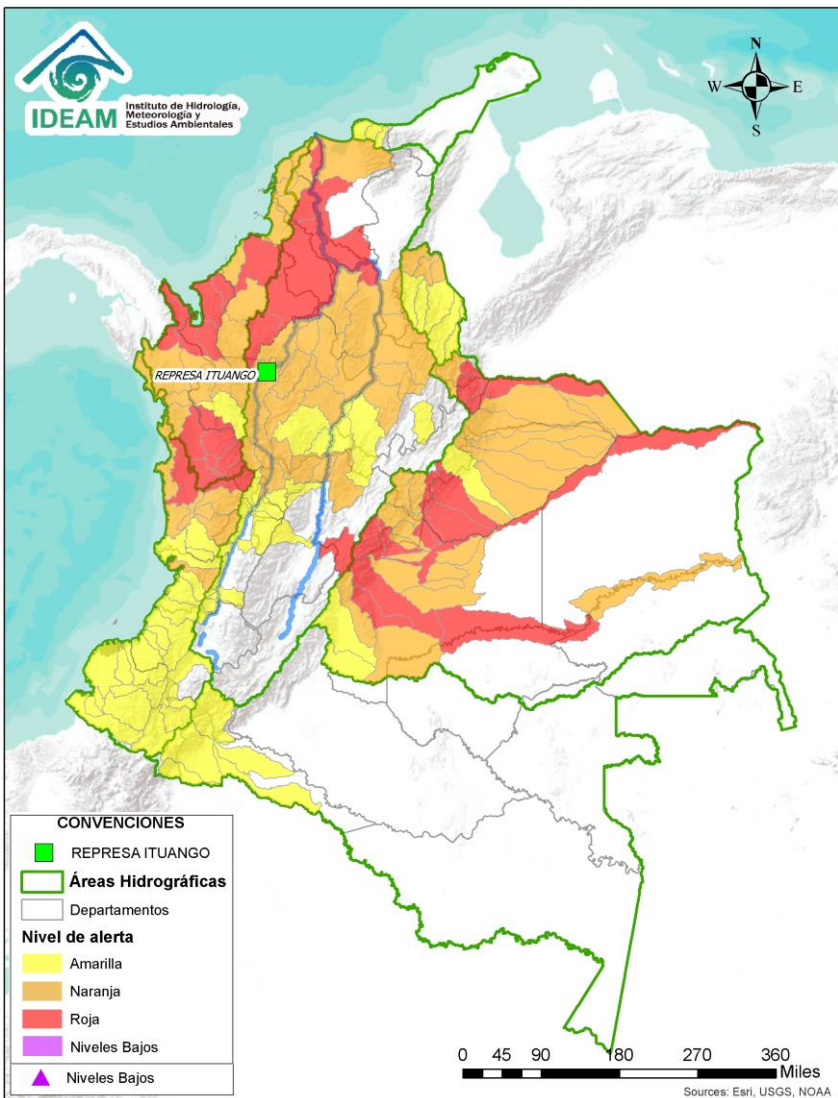 IDEAM
Instituto de Hidrología,
Meteorología y
Estudios Ambientales
N
W
E
S
REPRESA ITUANGO
CONVENCIONES
REPRESA ITUANGO
Áreas Hidrográficas
Departamentos
Nivel de alerta
Amarilla
Naranja
Roja
Niveles Bajos
Niveles Bajos
0 45 90 180 270 360
Miles
Sources: Esri, USGS, NOAA